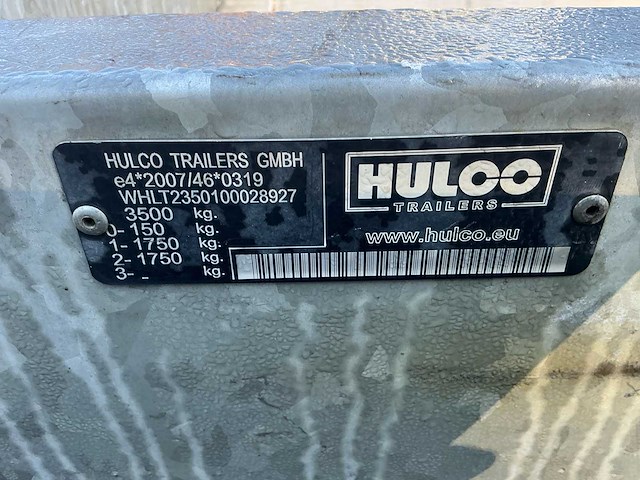 HULCO TRAILERS GMBH
e4*2007/46*0319
WHLT2350100028927
3500 kg.
0- 150 kg.
1- 1750 kg.
2- 1750 kg.
3- - kg.
HULCO
TRAILERS
www.hulco.eu